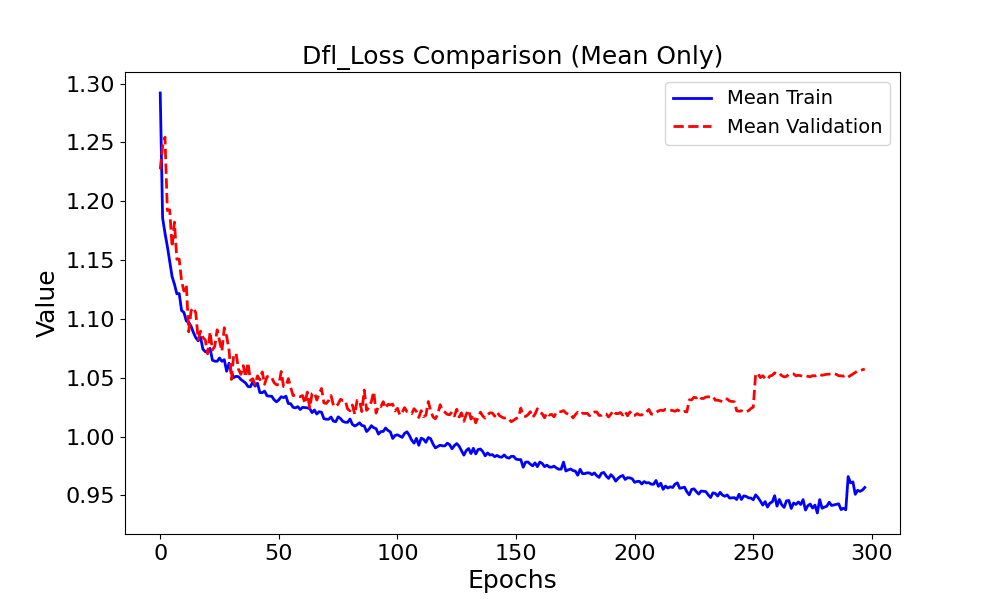 Dfl_Loss Comparison (Mean Only)
Mean Train
Mean Validation
Value
1.30
1.25
1.20
1.15
1.10
1.05
1.00
0.95
0 50 100 150 200 250 300
Epochs